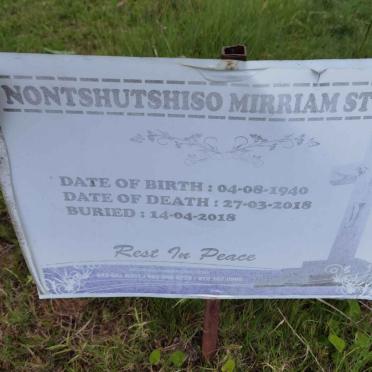 NONTSHUTSHISO MIRRIAM ST
DATE OF BIRTH : 04-08-1940
DATE OF DEATH : 27-03-2018
BURIED : 14-04-2018
Rest In Peace